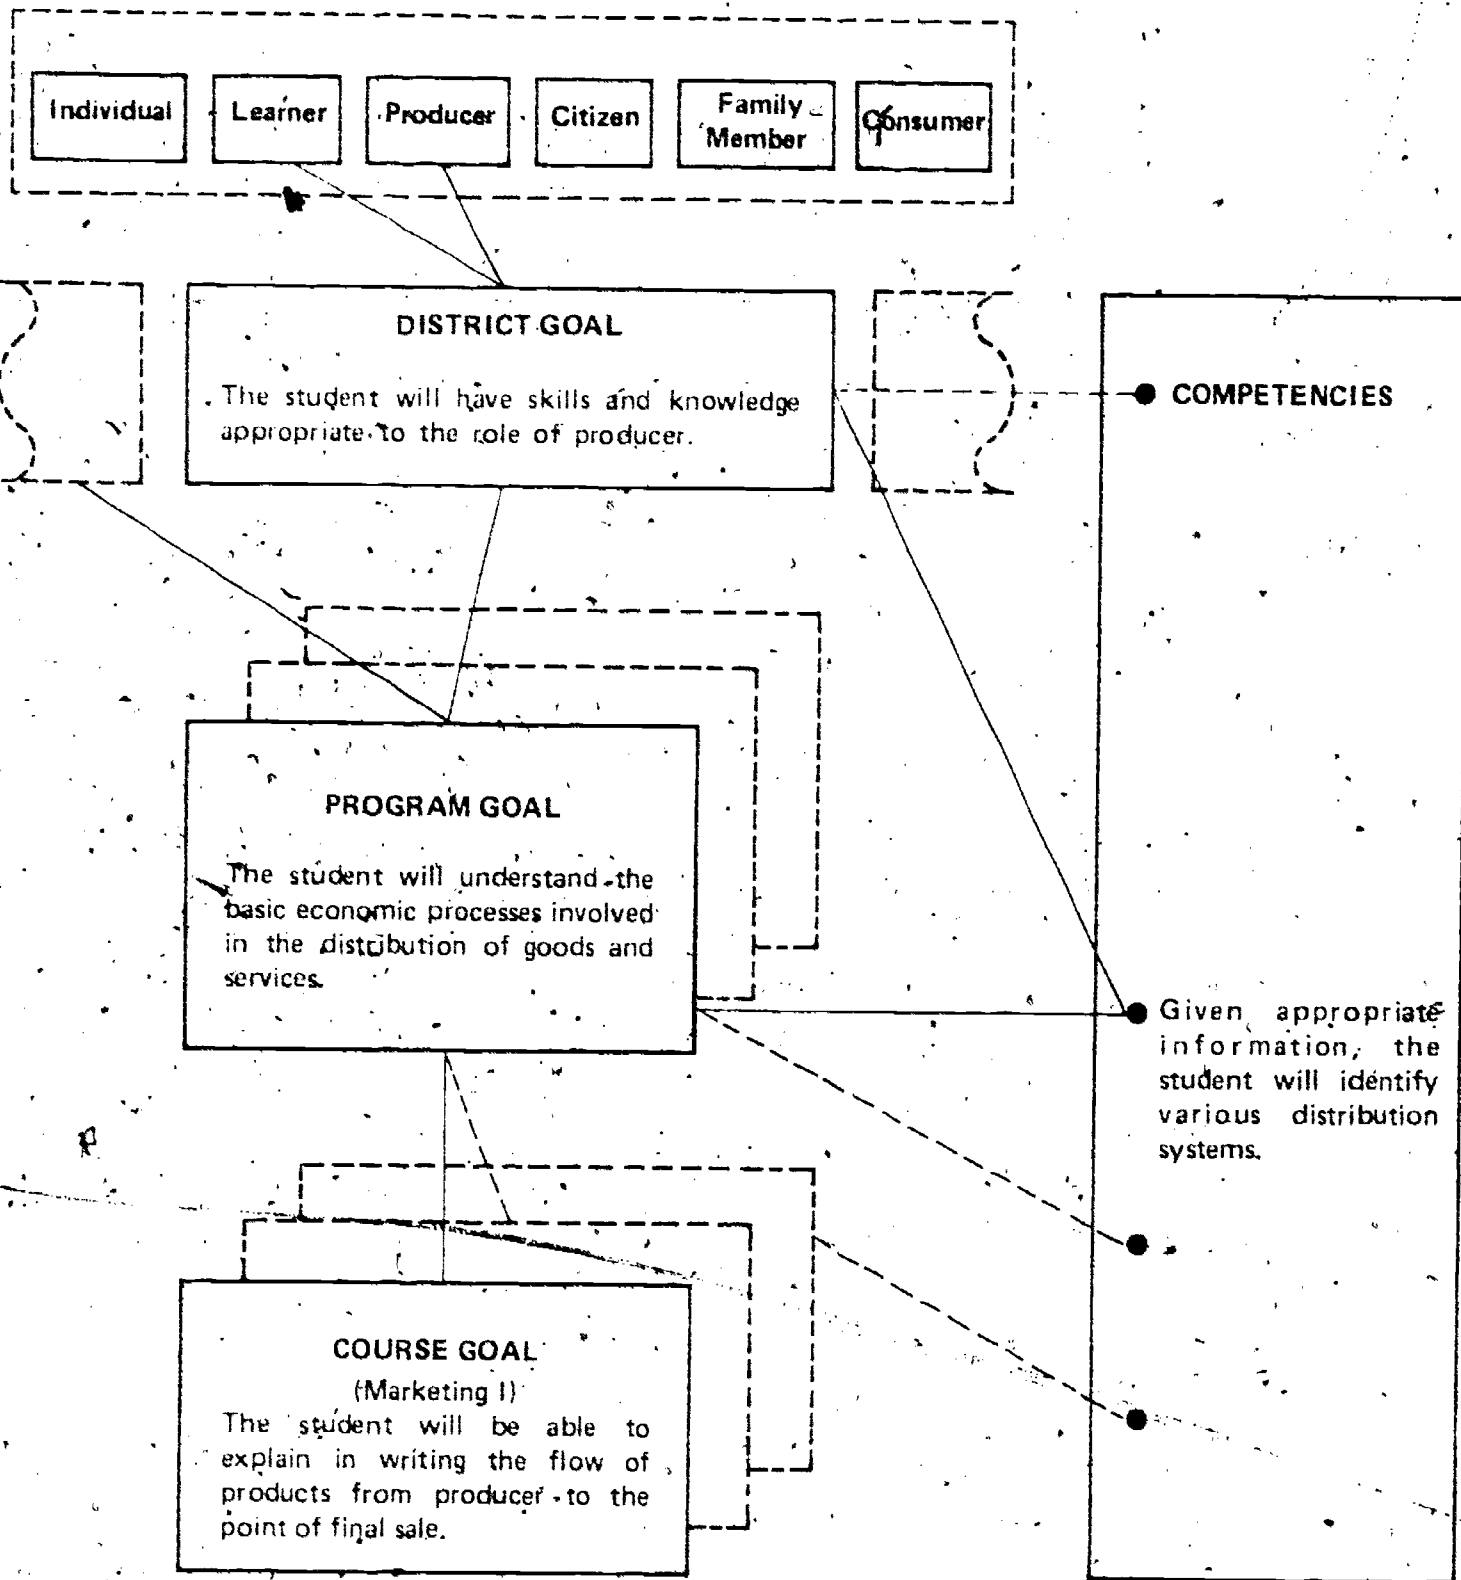 Individual Learner Producer Citizen Family Member Consumer
DISTRICT GOAL
The student will have skills and knowledge
appropriate to the role of producer.
COMPETENCIES
PROGRAM GOAL
The student will understand the
basic economic processes involved
in the distribution of goods and
services.
Given appropriate
information, the
student will identify
various distribution
systems.
COURSE GOAL
(Marketing I)
The student will be able to
explain in writing the flow of
products from producer to the
point of final sale.